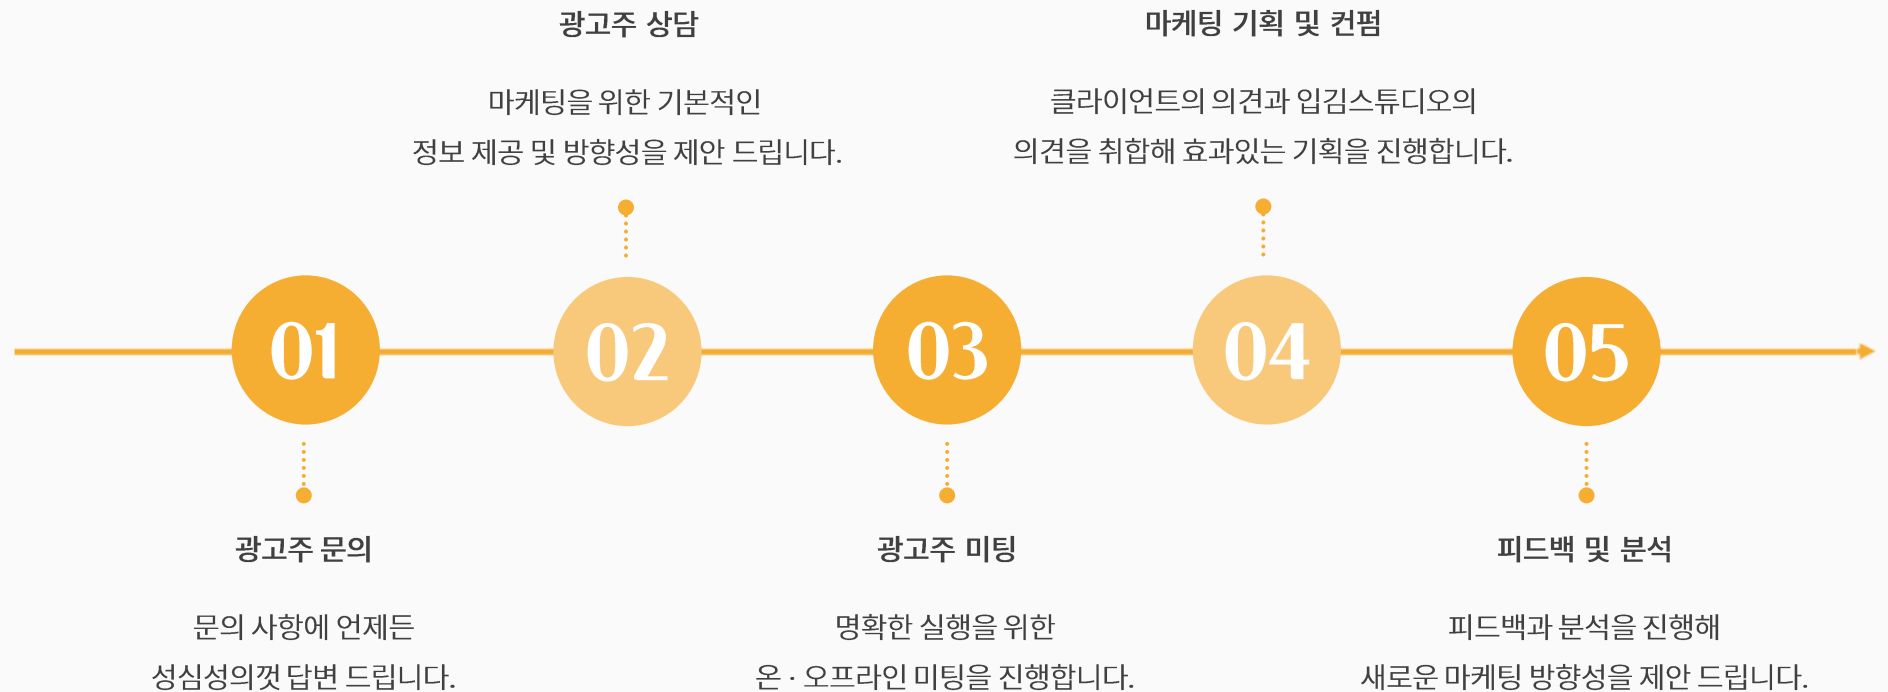 광고주 상담
마케팅을 위한 기본적인
정보 제공 및 방향성을 제안 드립니다.
마케팅 기획 및 컨펌
클라이언트의 의견과 입김스튜디오의
의견을 취합해 효과있는 기획을 진행합니다.
01
02
03
04
05
광고주 문의
문의 사항에 언제든
성심성의껏 답변 드립니다.
광고주 미팅
명확한 실행을 위한
온 · 오프라인 미팅을 진행합니다.
피드백 및 분석
피드백과 분석을 진행해
새로운 마케팅 방향성을 제안 드립니다.